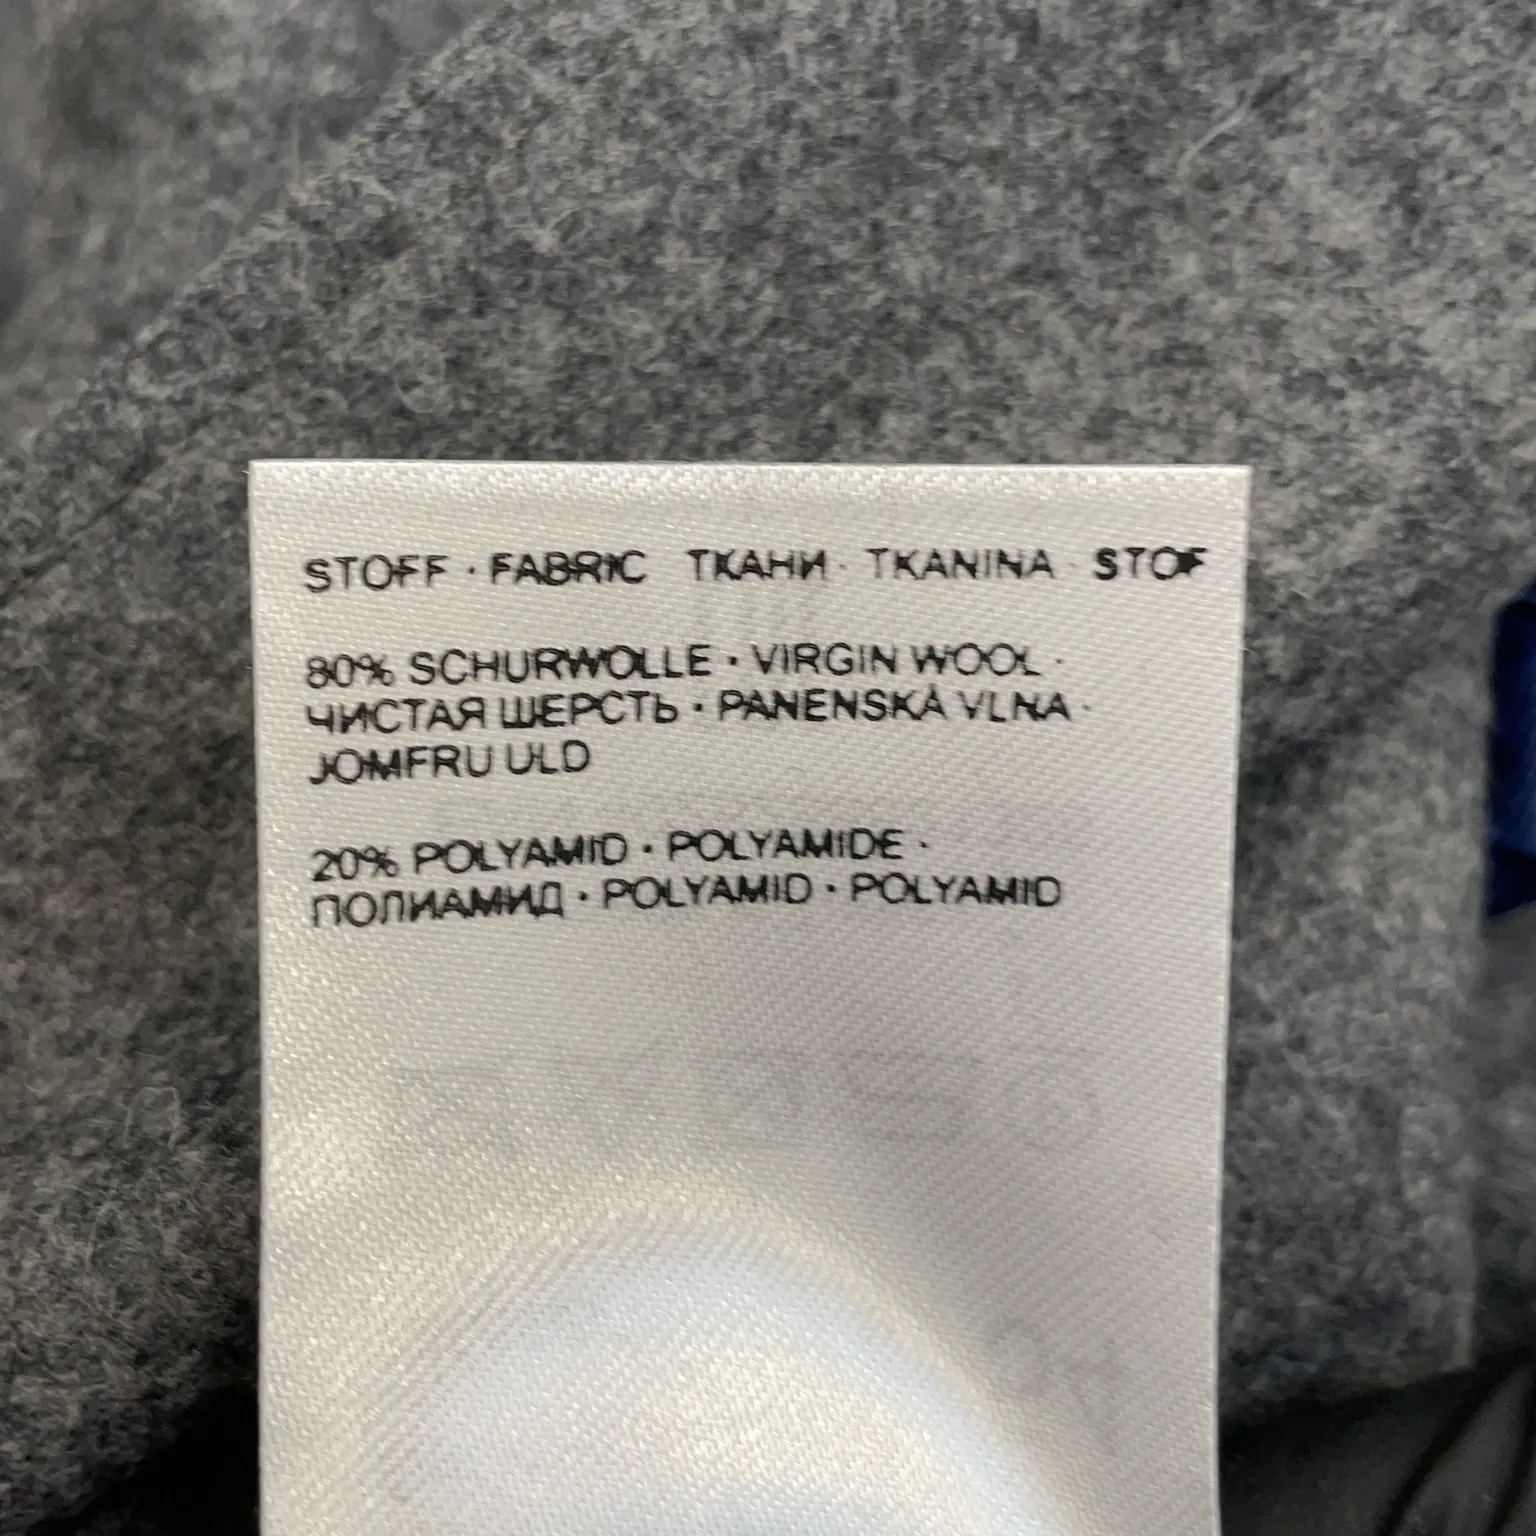 STOFF · FABRIC ТКАНИ · TKANINA · STOF
80% SCHURWOLLE · VIRGIN WOOL ·
ЧИСТАЯ ШЕРСТЬ · PANENSKÁ VLNA ·
JOMFRU ULD
20% POLYAMID · POLYAMIDE ·
ПОЛИАМИД · POLYAMID · POLYAMID